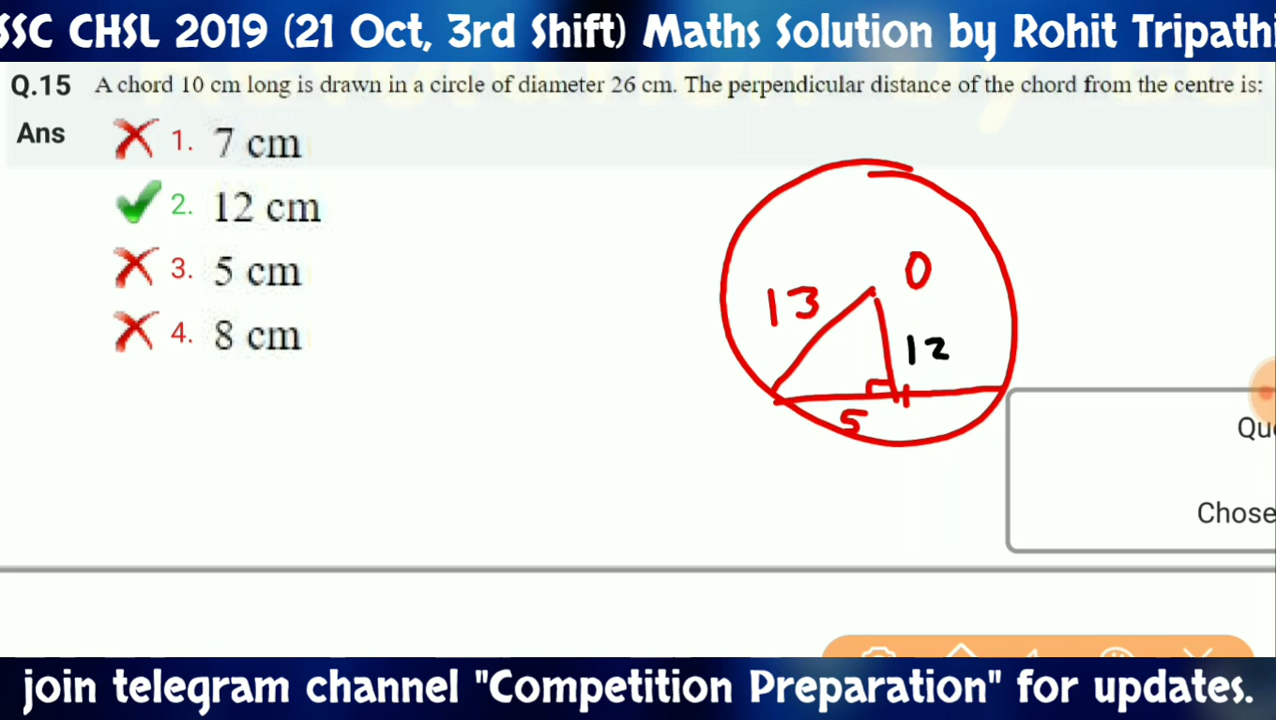 SSC CHSL 2019 (21 Oct, 3rd Shift) Maths Solution by Rohit Tripathi
Q.15 A chord 10 cm long is drawn in a circle of diameter 26 cm. The perpendicular distance of the chord from the centre is:
Ans 1. 7 cm
2. 12 cm
3. 5 cm
4. 8 cm
0
13
12
5
Qu
Chose
join telegram channel "Competition Preparation" for updates.